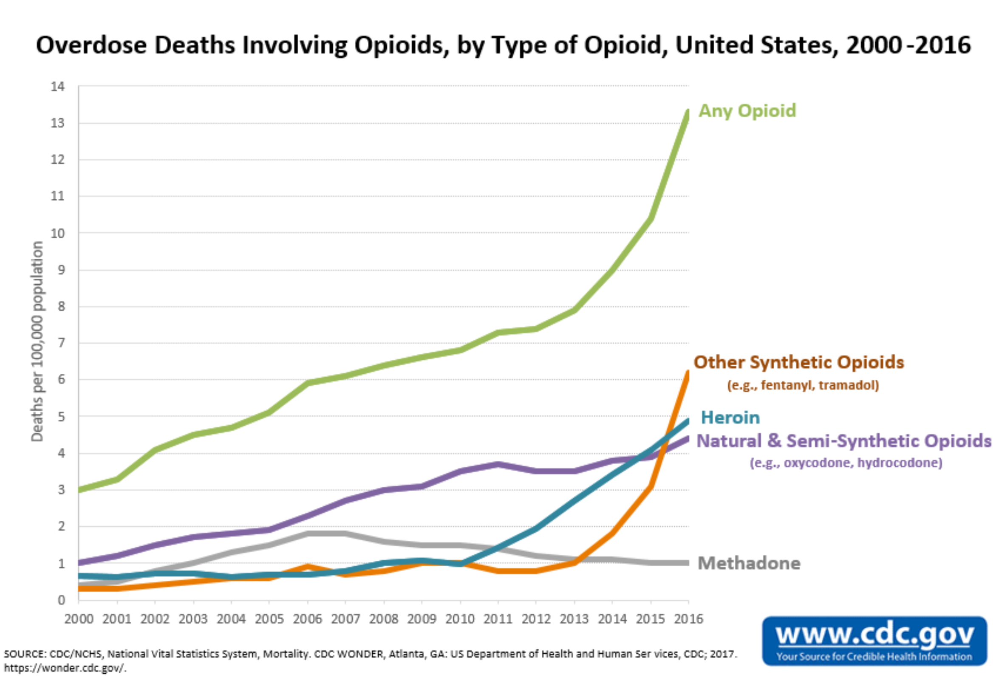 Overdose Deaths Involving Opioids, by Type of Opioid, United States, 2000 -2016
Deaths per 100,000 population
14
13
12
11
10
9
8
7
6
5
4
3
2
1
0
Any Opioid
Other Synthetic Opioids
(e.g., fentanyl, tramadol)
Heroin
Natural & Semi-Synthetic Opioids
(e.g., oxycodone, hydrocodone)
Methadone
2000 2001 2002 2003 2004 2005 2006 2007 2008 2009 2010 2011 2012 2013 2014 2015 2016
www.cdc.gov
Your Source for Credible Health Information
SOURCE: CDC/NCHS, National Vital Statistics System, Mortality. CDC WONDER, Atlanta, GA: US Department of Health and Human Ser vices, CDC; 2017.
https://wonder.cdc.gov/.